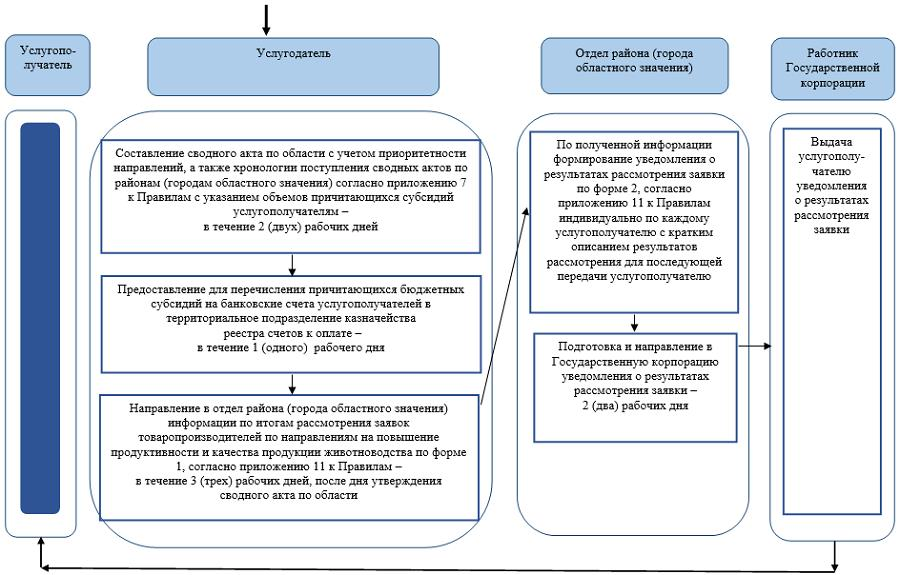 Услугопо-
лучатель
Услугодатель
Отдел района (города
областного значения)
Работник
Государственной
корпорации
Составление сводного акта по области с учетом приоритетности
направлений, а также хронологии поступления сводных актов по
районам (городам областного значения) согласно приложению 7
к Правилам с указанием объемов причитающихся субсидий
услугополучателям –
в течение 2 (двух) рабочих дней
Предоставление для перечисления причитающихся бюджетных
субсидий на банковские счета услугополучателей в
территориальное подразделение казначейства
реестра счетов к оплате –
в течение 1 (одного) рабочего дня
Направление в отдел района (города областного значения)
информации по итогам рассмотрения заявок
товаропроизводителей по направлениям на повышение
продуктивности и качества продукции животноводства по форме
1, согласно приложению 11 к Правилам –
в течение 3 (трех) рабочих дней, после дня утверждения
сводного акта по области
По полученной информации
формирование уведомления о
результатах рассмотрения заявки
по форме 2, согласно
приложению 11 к Правилам
индивидуально по каждому
услугополучателю с кратким
описанием результатов
рассмотрения для последующей
передачи услугополучателю
Подготовка и направление в
Государственную корпорацию
уведомления о результатах
рассмотрения заявки –
2 (два) рабочих дня
Выдача
услугополу-
чателю
уведомления
о результатах
рассмотрения
заявки